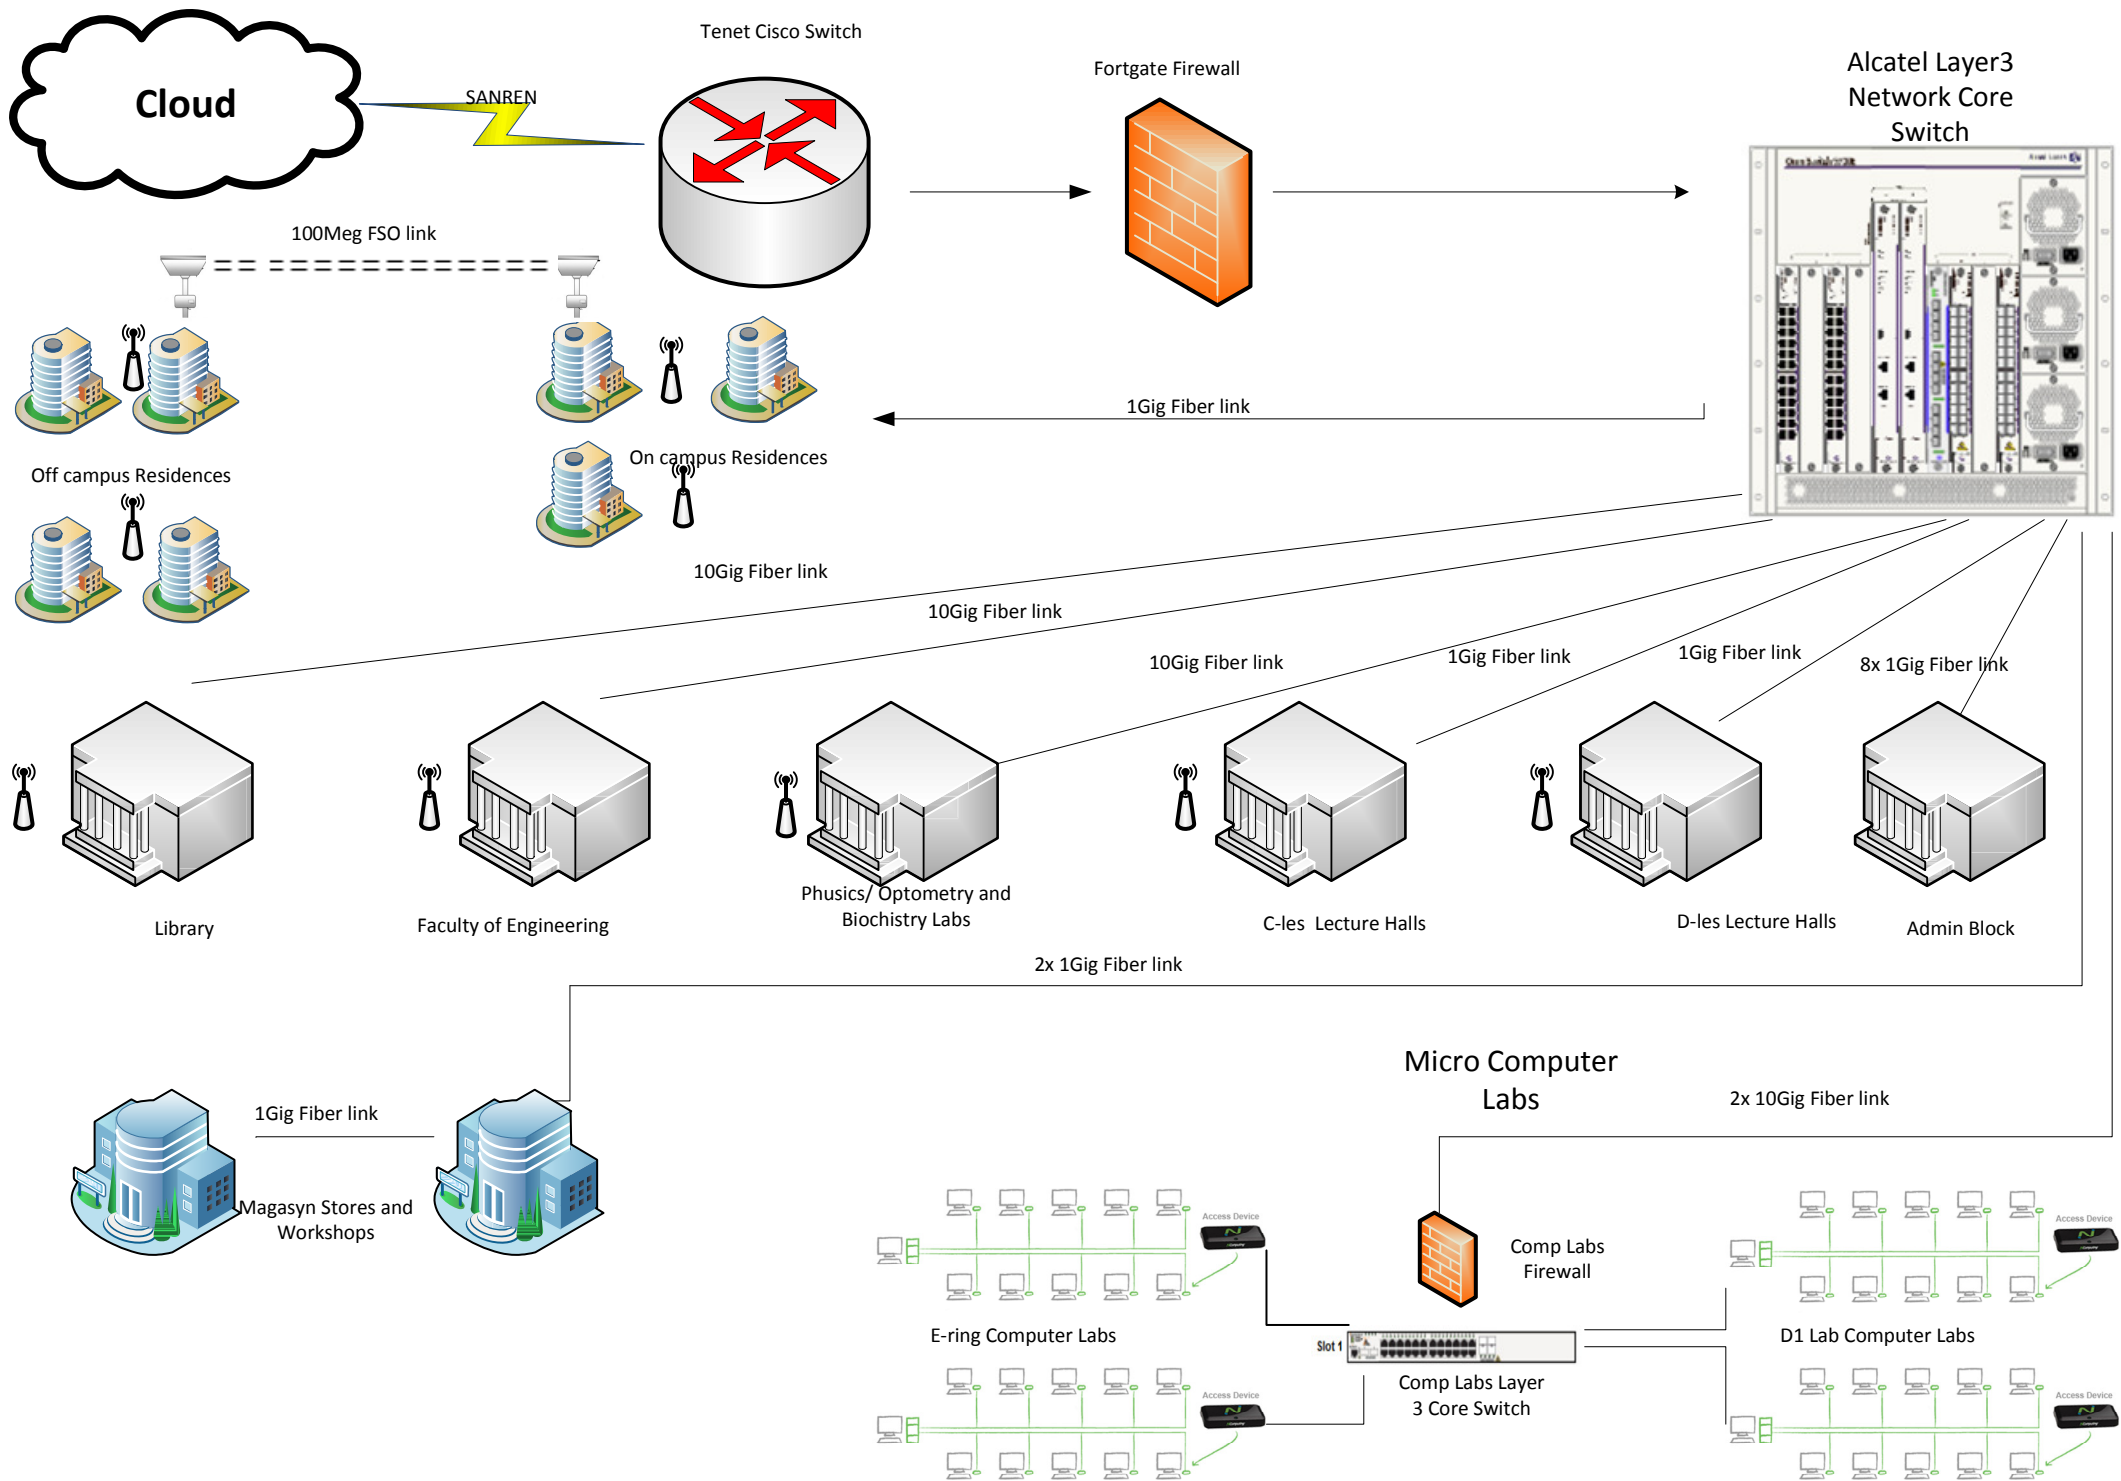 Tenet Cisco Switch
Fortgate Firewall
Alcatel Layer3
Network Core
Switch
Cloud
SANREN
100Meg FSO link
1Gig Fiber link
On campus Residences
Off campus Residences
10Gig Fiber link
10Gig Fiber link
10Gig Fiber link
1Gig Fiber link
1Gig Fiber link
8x 1Gig Fiber link
Library
Faculty of Engineering
Phusics/ Optometry and
Biochistry Labs
C-les Lecture Halls
D-les Lecture Halls
Admin Block
2x 1Gig Fiber link
Micro Computer
Labs
2x 10Gig Fiber link
1Gig Fiber link
Magasyn Stores and
Workshops
Access Device
Access Device
Comp Labs
Firewall
E-ring Computer Labs
Slot 1
D1 Lab Computer Labs
Comp Labs Layer
3 Core Switch
Access Device
Access Device